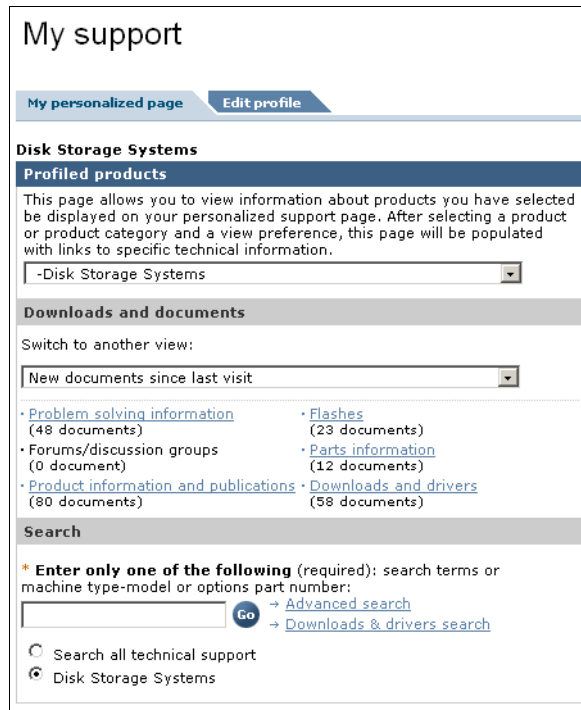 My support
My personalized page
Edit profile
Disk Storage Systems
Profiled products
This page allows you to view information about products you have selected
be displayed on your personalized support page. After selecting a product
or product category and a view preference, this page will be populated
with links to specific technical information.
-Disk Storage Systems
Downloads and documents
Switch to another view:
New documents since last visit
· Problem solving information
(48 documents)
· Flashes
(23 documents)
· Forums/discussion groups
(0 document)
· Parts information
(12 documents)
· Product information and publications
(80 documents)
· Downloads and drivers
(58 documents)
Search
* Enter only one of the following (required): search terms or
machine type-model or options part number:
Go
→ Advanced search
→ Downloads & drivers search
Search all technical support
Disk Storage Systems